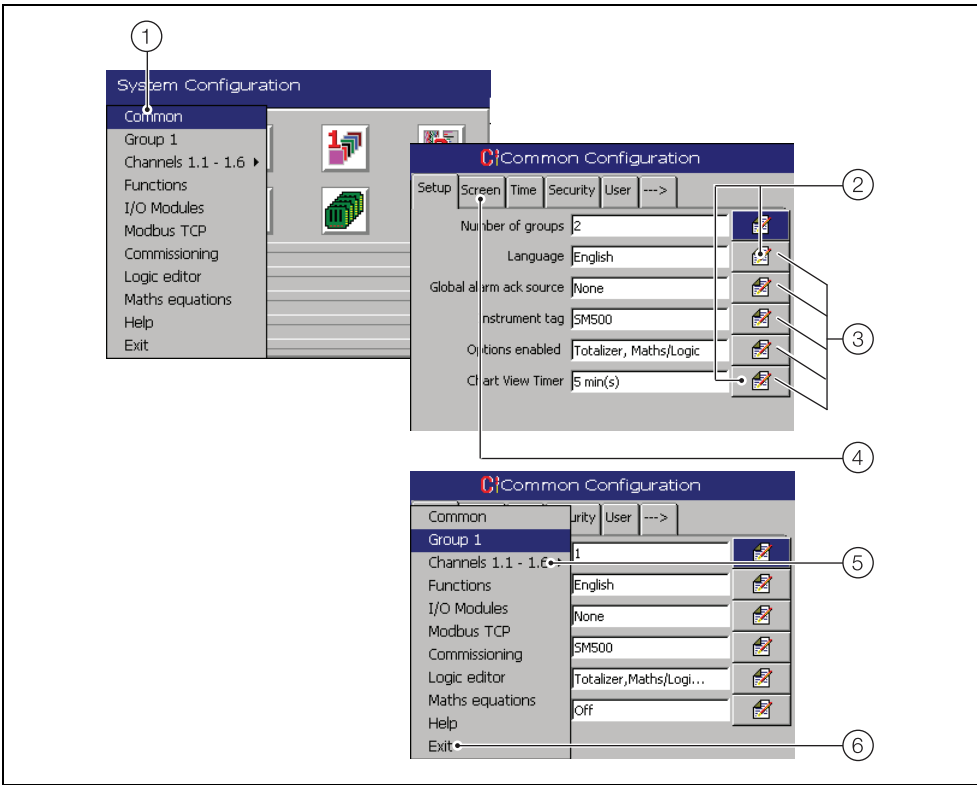 1
System Configuration
Common
Group 1
Channels 1.1 - 1.6
Functions
I/O Modules
Modbus TCP
Commissioning
Logic editor
Maths equations
Help
Exit
1
Common Configuration
Setup Screen Time Security User --->
Number of groups 2
Language English
Global alarm ack source None
Instrument tag SM500
Options enabled Totalizer, Maths/Logic
Chart View Timer 5 min(s)
2
3
4
Common Configuration
urity User --->
Common
Group 1
Channels 1.1 - 1.6
Functions
I/O Modules
Modbus TCP
Commissioning
Logic editor
Maths equations
Help
Exit
1
English
None
SM500
Totalizer,Maths/Logi...
Off
5
6